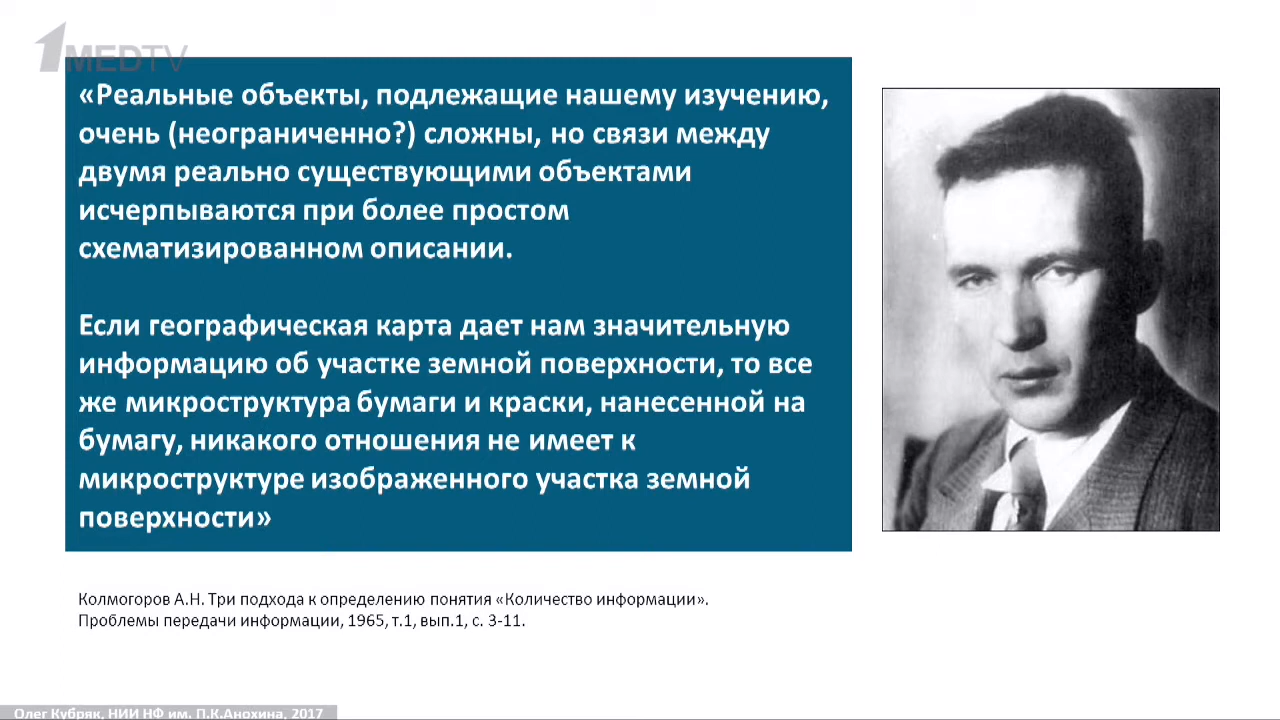 1MEDTV
«Реальные объекты, подлежащие нашему изучению,
очень (неограниченно?) сложны, но связи между
двумя реально существующими объектами
исчерпываются при более простом
схематизированном описании.
Если географическая карта дает нам значительную
информацию об участке земной поверхности, то все
же микроструктура бумаги и краски, нанесенной на
бумагу, никакого отношения не имеет к
микроструктуре изображенного участка земной
поверхности»
Колмогоров А.Н. Три подхода к определению понятия «Количество информации».
Проблемы передачи информации, 1965, т.1, вып.1, с. 3-11.
Олег Кубряк, НИИ НФ им. П.К.Анохина, 2017